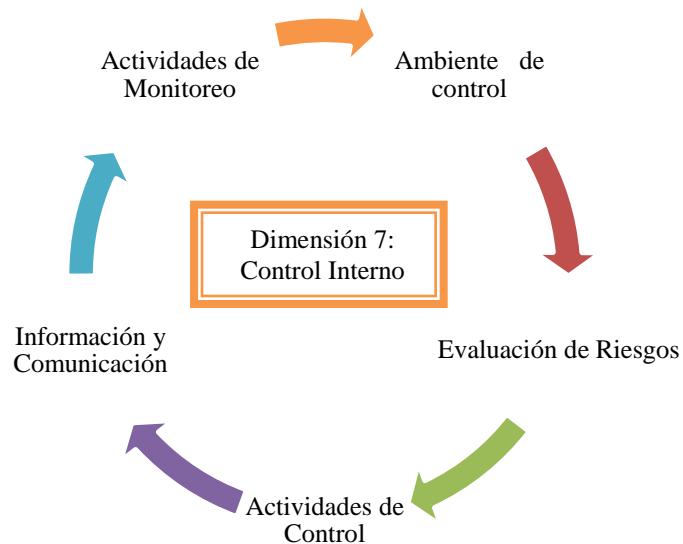 Actividades de
Monitoreo
Ambiente de
control
Dimensión 7:
Control Interno
Información y
Comunicación
Evaluación de Riesgos
Actividades de
Control